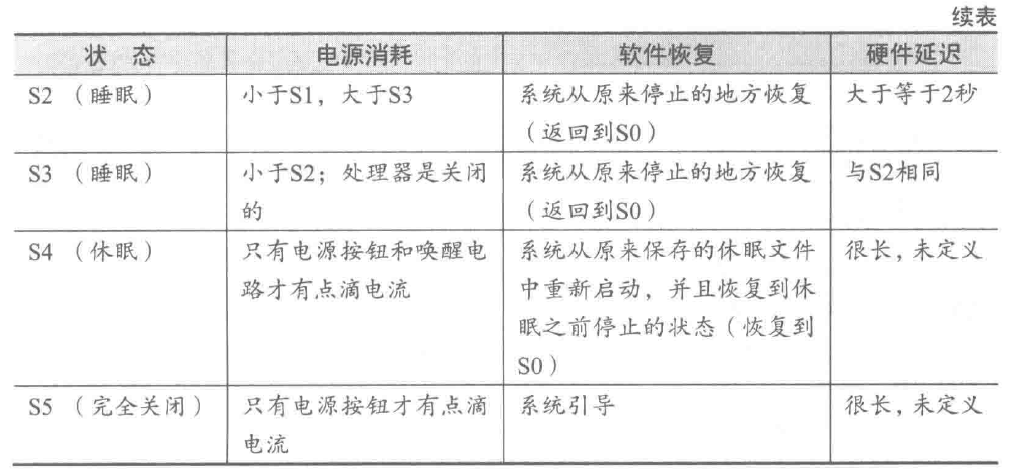 续表
状 态 电源消耗 软件恢复 硬件延迟
S2 （睡眠） 小于S1，大于S3 系统从原来停止的地方恢复 大于等于2秒
（返回到S0）
S3 （睡眠） 小于S2；处理器是关闭 系统从原来停止的地方恢复 与S2相同
的 （返回到S0）
S4 （休眠） 只有电源按钮和唤醒电 系统从原来保存的休眠文件 很长，未定义
路才有点滴电流 中重新启动，并且恢复到休
眠之前停止的状态（恢复到
S0）
S5 （完全关闭） 只有电源按钮才有点滴 系统引导 很长，未定义
电流